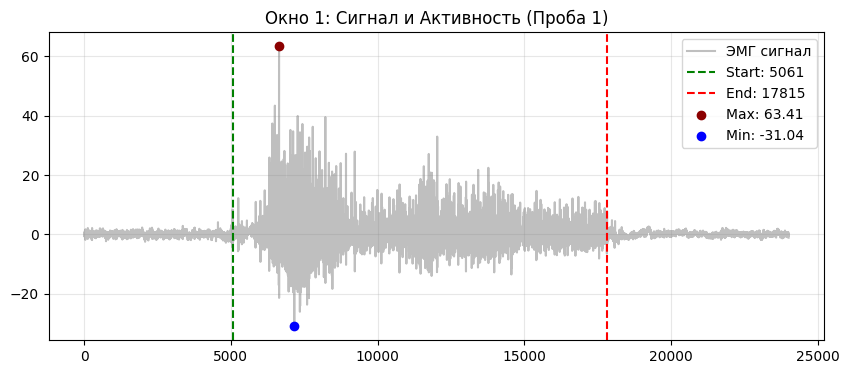 Окно 1: Сигнал и Активность (Проба 1)
ЭМГ сигнал
Start: 5061
End: 17815
Max: 63.41
Min: -31.04
60
40
20
0
−20
0 5000 10000 15000 20000 25000